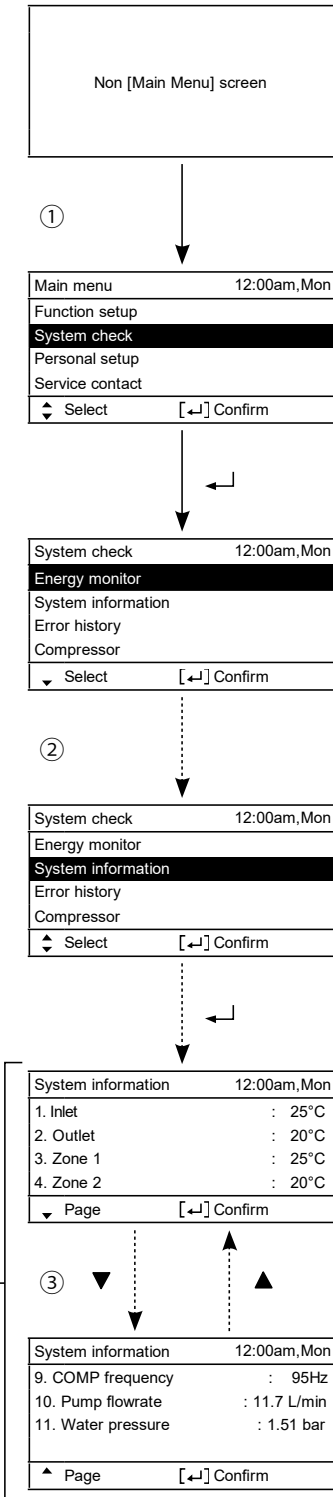 Non [Main Menu] screen
①
Main menu 12:00am,Mon
Function setup
System check
Personal setup
Service contact
Select [↵] Confirm
System check 12:00am,Mon
Energy monitor
System information
Error history
Compressor
Select [↵] Confirm
②
System check 12:00am,Mon
Energy monitor
System information
Error history
Compressor
Select [↵] Confirm
System information 12:00am,Mon
1. Inlet : 25°C
2. Outlet : 20°C
3. Zone 1 : 25°C
4. Zone 2 : 20°C
Page [↵] Confirm
③
System information 12:00am,Mon
9. COMP frequency : 95Hz
10. Pump flowrate : 11.7 L/min
11. Water pressure : 1.51 bar
Page [↵] Confirm